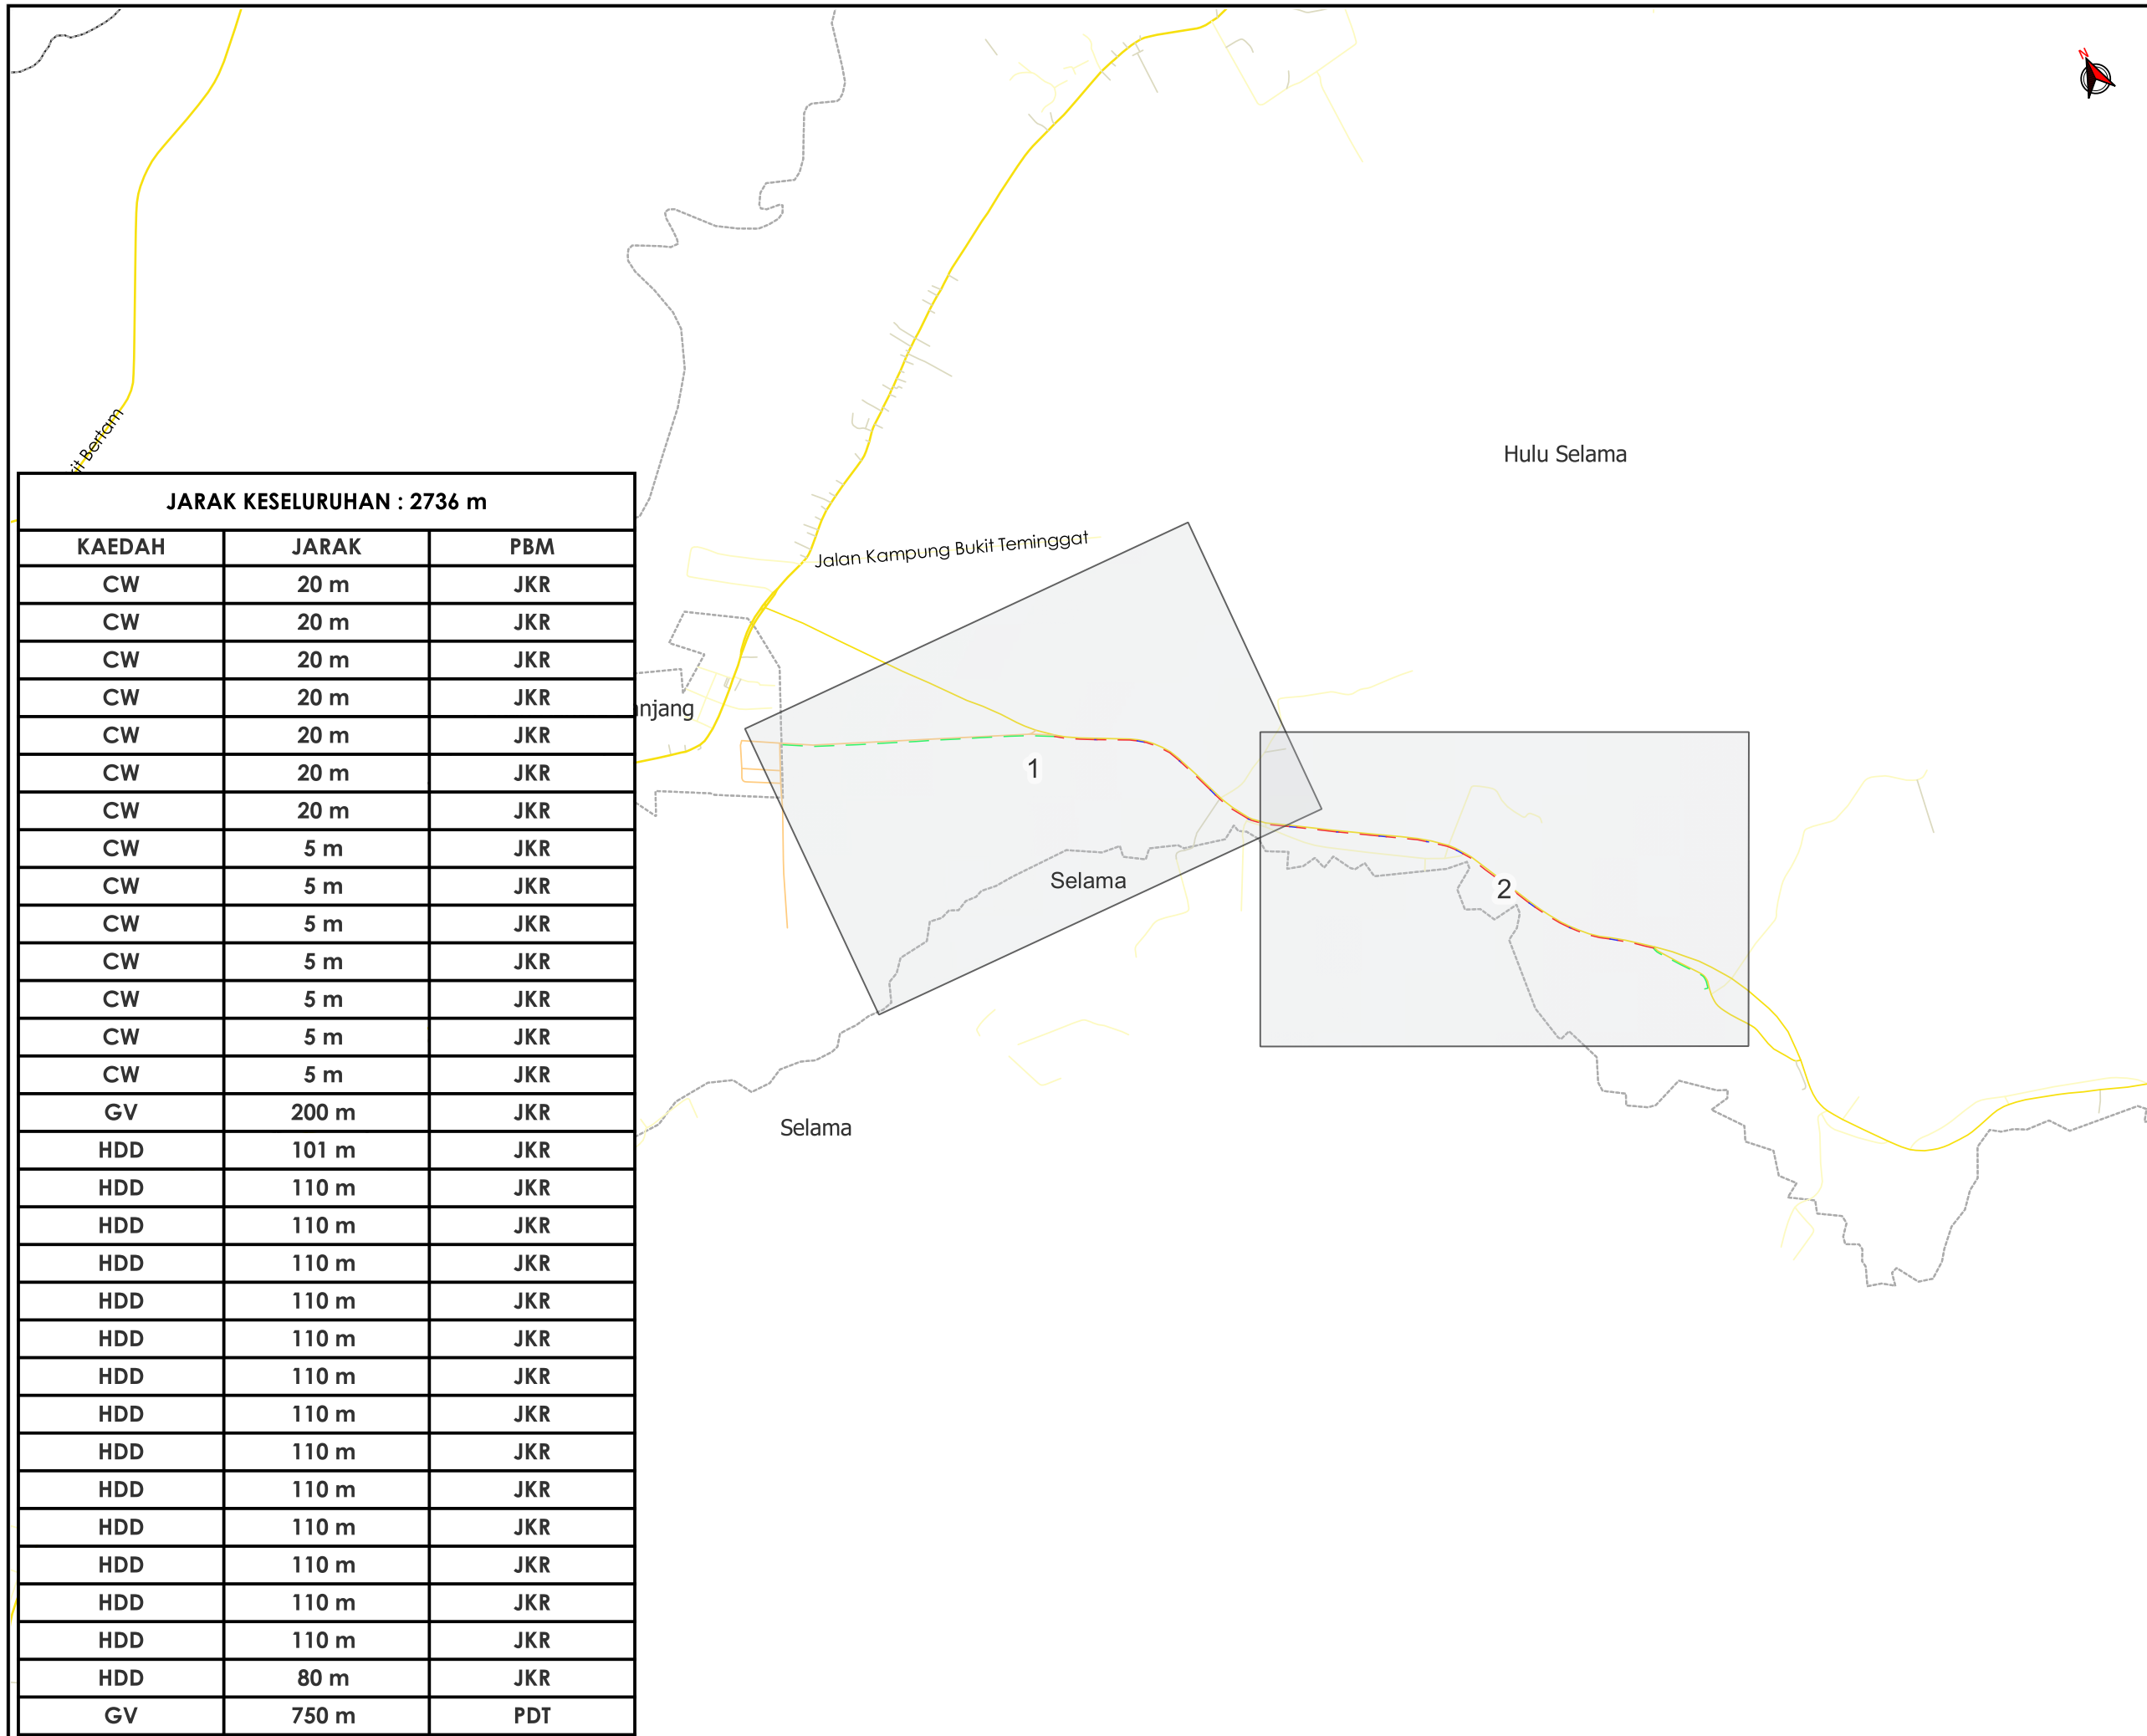 N
it Bertam
Hulu Selama
JARAK KESELURUHAN : 2736 m
KAEDAH JARAK PBM
CW 20 m JKR
CW 20 m JKR
CW 20 m JKR
CW 20 m JKR
CW 20 m JKR
CW 20 m JKR
CW 20 m JKR
CW 5 m JKR
CW 5 m JKR
CW 5 m JKR
CW 5 m JKR
CW 5 m JKR
CW 5 m JKR
CW 5 m JKR
GV 200 m JKR
HDD 101 m JKR
HDD 110 m JKR
HDD 110 m JKR
HDD 110 m JKR
HDD 110 m JKR
HDD 110 m JKR
HDD 110 m JKR
HDD 110 m JKR
HDD 110 m JKR
HDD 110 m JKR
HDD 110 m JKR
HDD 110 m JKR
HDD 110 m JKR
HDD 110 m JKR
HDD 80 m JKR
GV 750 m PDT
Jalan Kampung Bukit Teminggat
njang
1
Selama
2
Selama